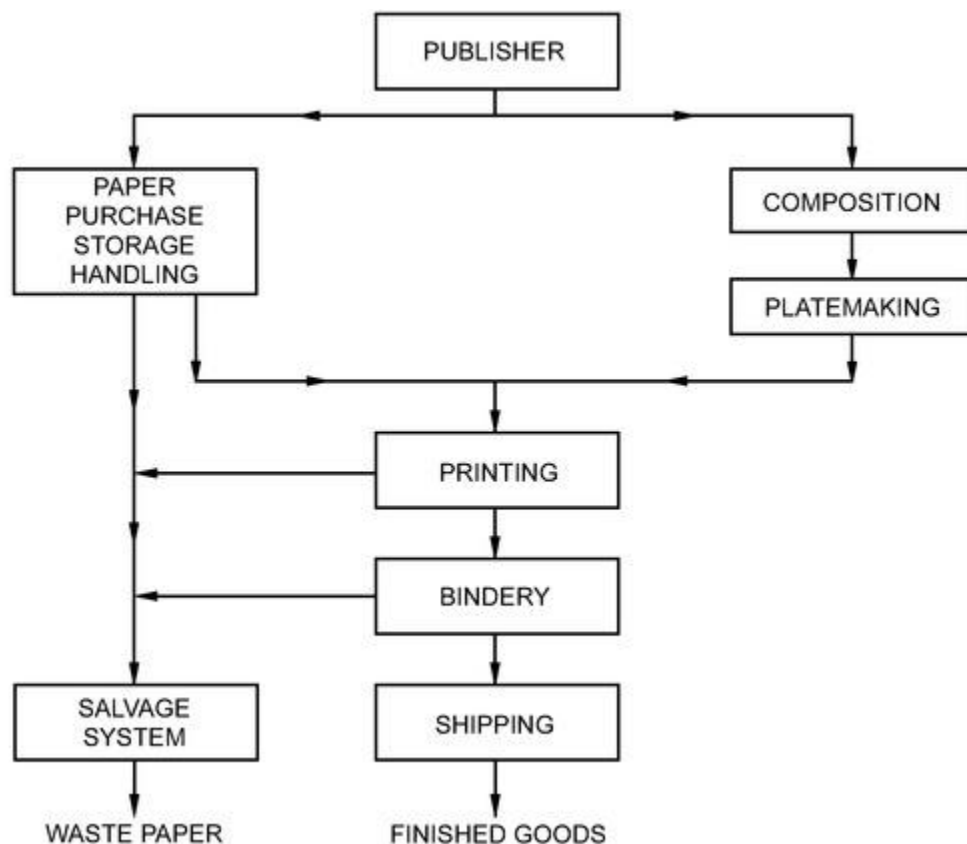 PUBLISHER
PAPER
PURCHASE
STORAGE
HANDLING
COMPOSITION
PLATEMAKING
PRINTING
BINDERY
SALVAGE
SYSTEM
SHIPPING
WASTE PAPER
FINISHED GOODS